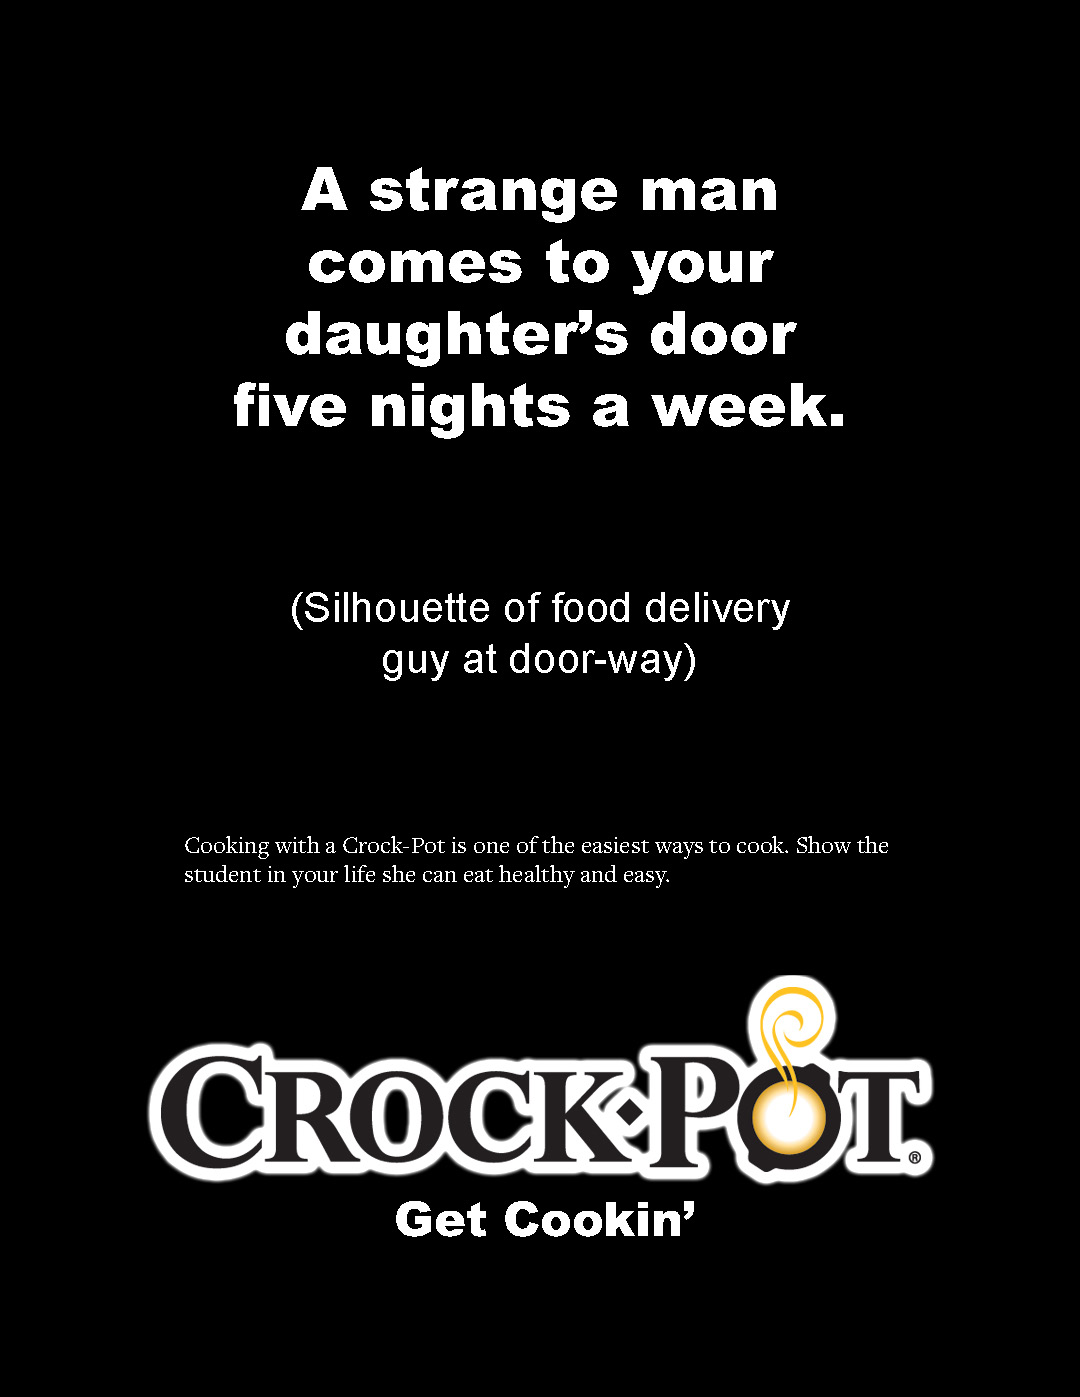 A strange man
comes to your
daughter’s door
five nights a week.
(Silhouette of food delivery
guy at door-way)
Cooking with a Crock-Pot is one of the easiest ways to cook. Show the
student in your life she can eat healthy and easy.
CROCK•POT®
Get Cookin’